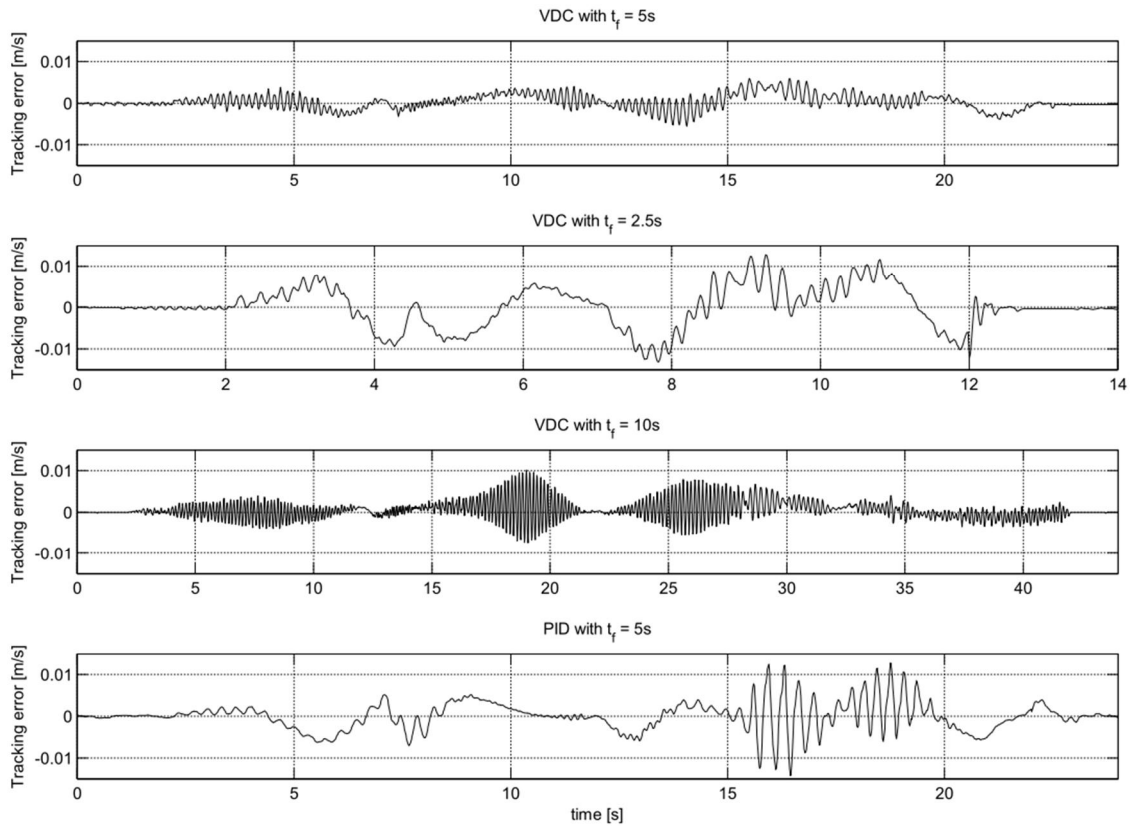 VDC with t_f = 5s
Tracking error [m/s]
0.01
0
-0.01
0 5 10 15 20
VDC with t_f = 2.5s
Tracking error [m/s]
0.01
0
-0.01
0 2 4 6 8 10 12 14
VDC with t_f = 10s
Tracking error [m/s]
0.01
0
-0.01
0 5 10 15 20 25 30 35 40
PID with t_f = 5s
Tracking error [m/s]
0.01
0
-0.01
0 5 10 15 20
time [s]